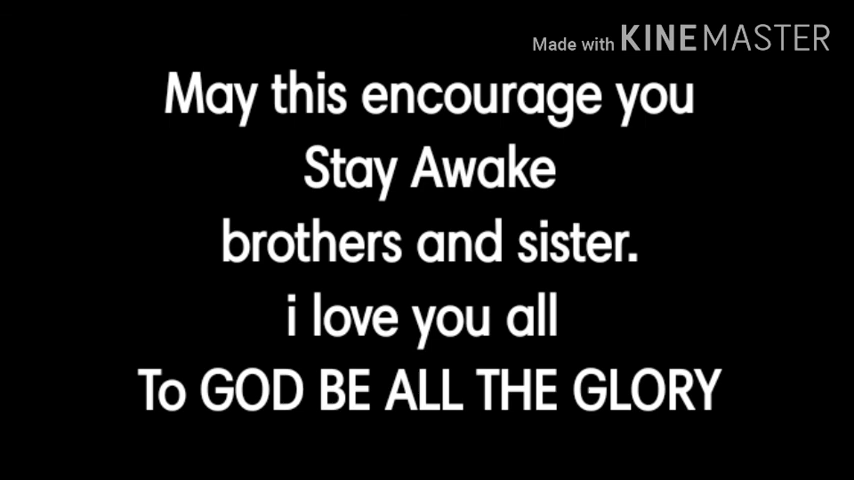 Made with KINEMASTER
May this encourage you
Stay Awake
brothers and sister.
i love you all
To GOD BE ALL THE GLORY